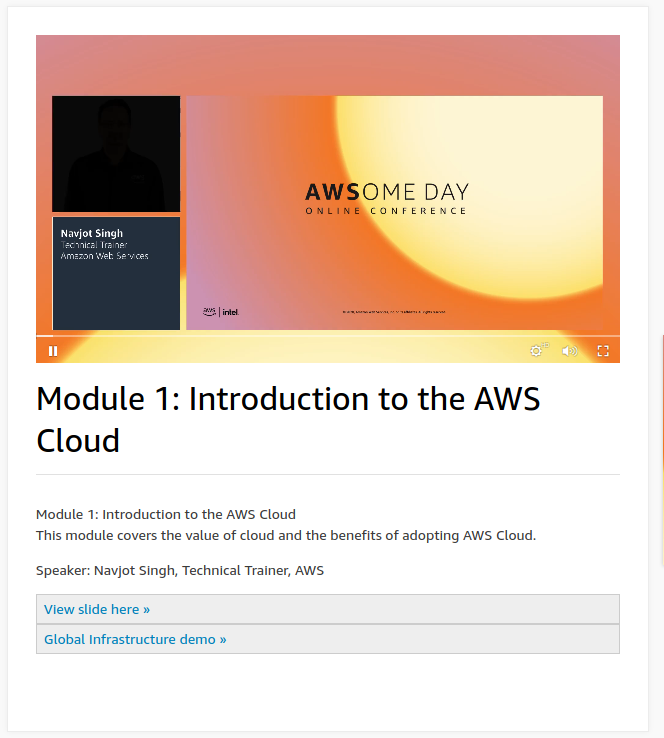 AWSOME DAY
ONLINE CONFERENCE
Navjot Singh
Technical Trainer
Amazon Web Services
aws | intel.
Module 1: Introduction to the AWS
Cloud
Module 1: Introduction to the AWS Cloud
This module covers the value of cloud and the benefits of adopting AWS Cloud.
Speaker: Navjot Singh, Technical Trainer, AWS
View slide here »
Global Infrastructure demo »